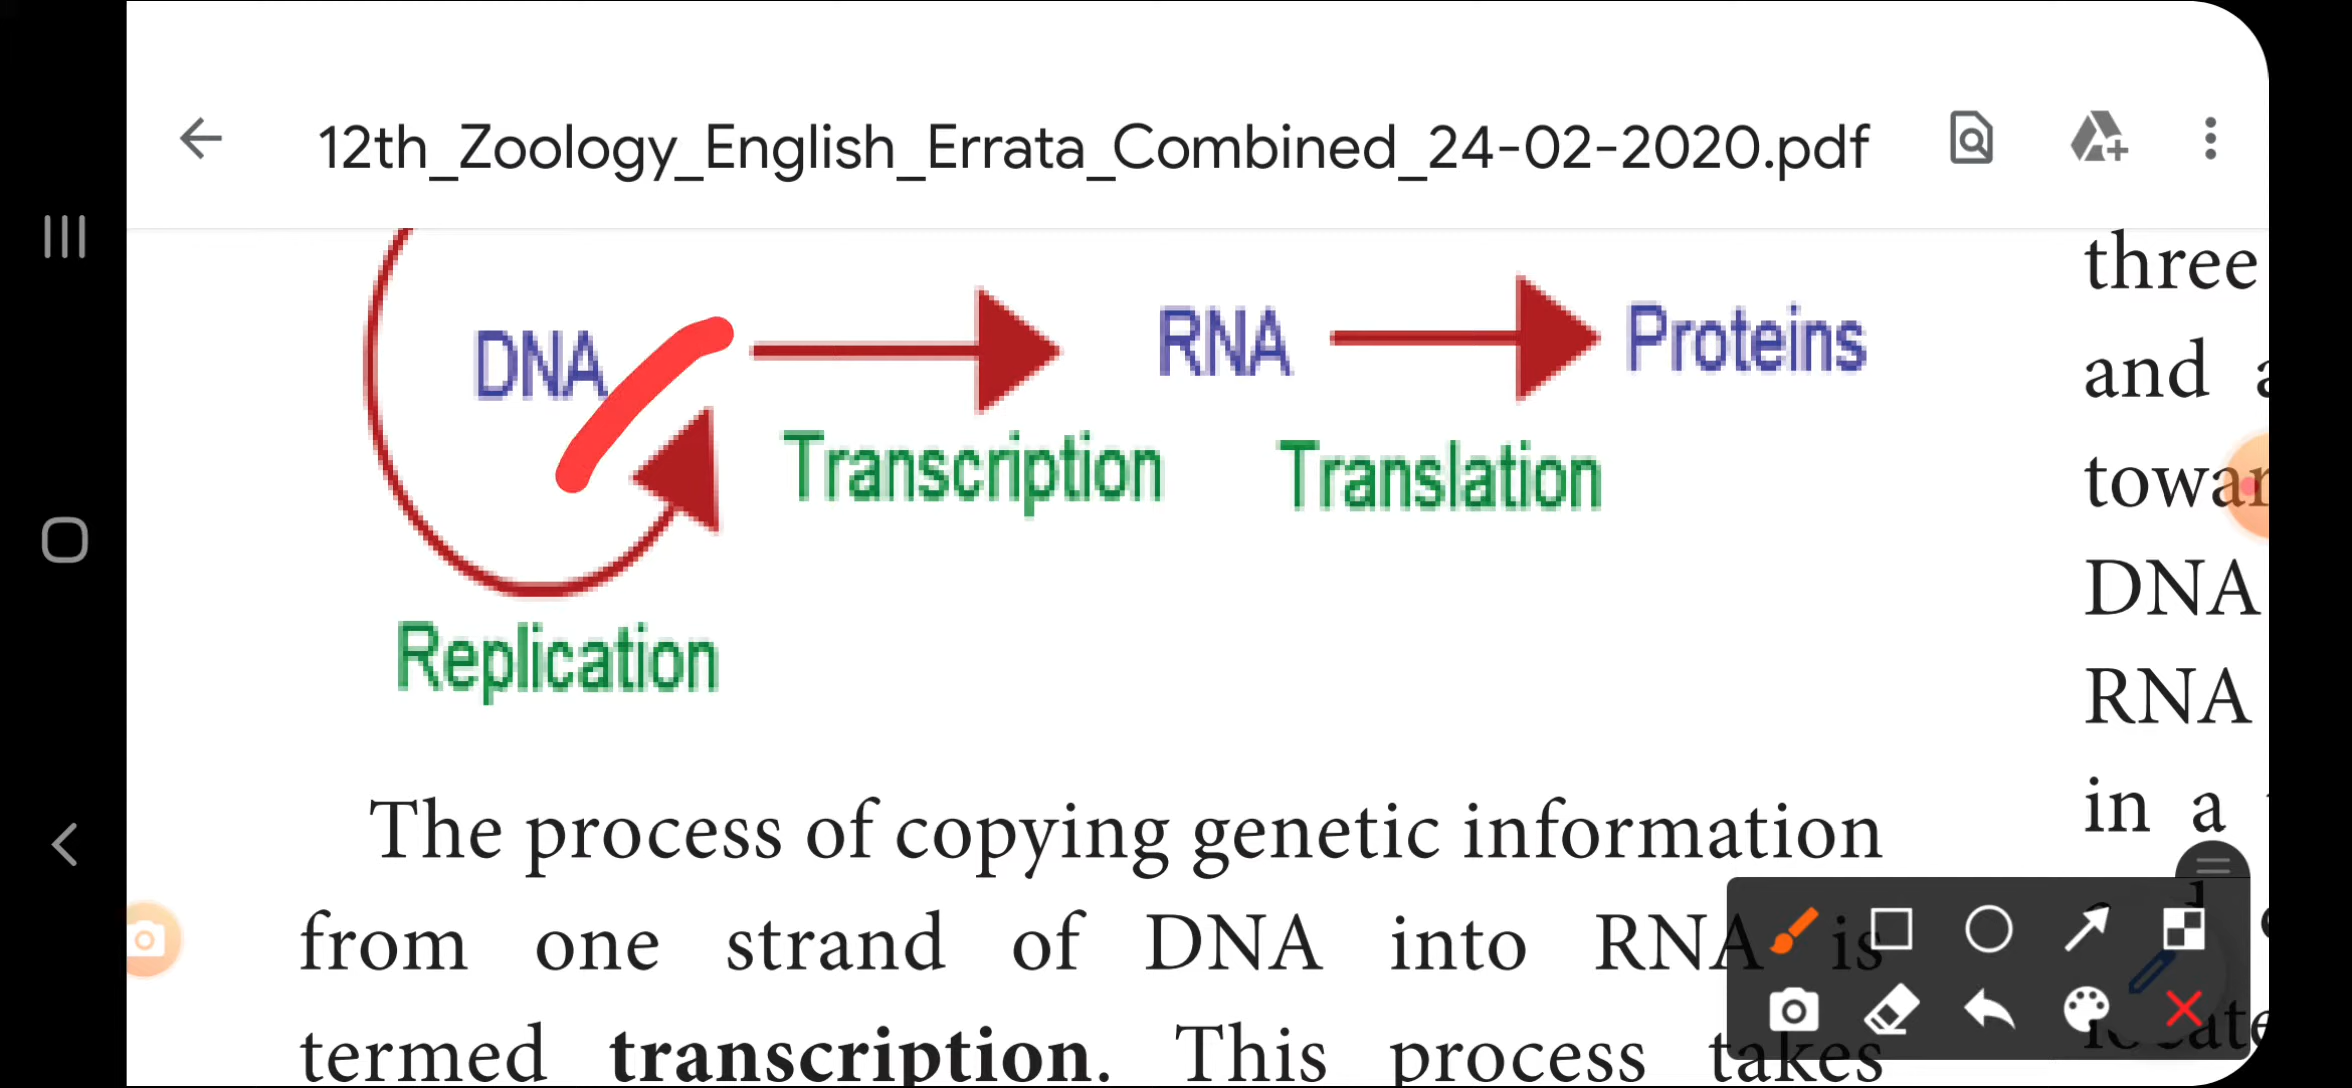 12th_Zoology_English_Errata_Combined_24-02-2020.pdf
DNA RNA Proteins
Transcription Translation
Replication
The process of copying genetic information
from one strand of DNA into RNA is
termed transcription. This process takes
three
and
DNA
RNA
in a